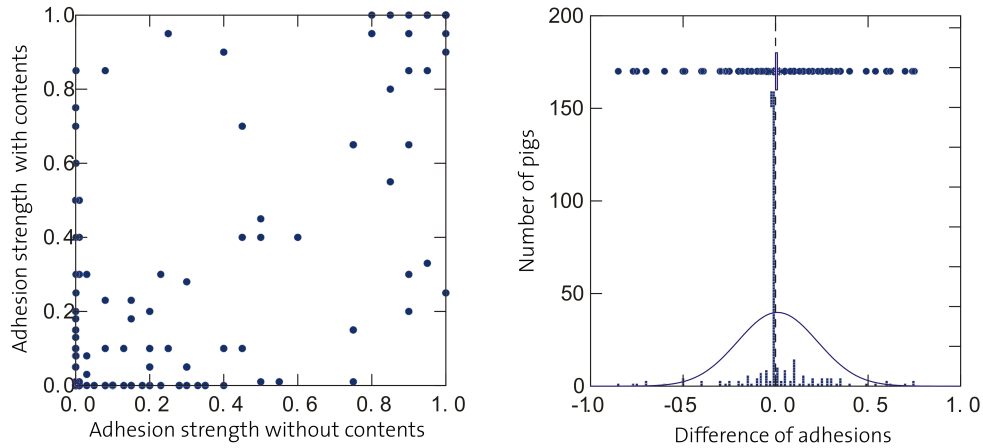 1.0
0.8
0.6
0.4
0.2
0.0
0.0 0.2 0.4 0.6 0.8 1.0
Adhesion strength with contents
Adhesion strength without contents
200
150
100
50
0
-1.0 -0.5 0.0 0.5 1.0
Number of pigs
Difference of adhesions